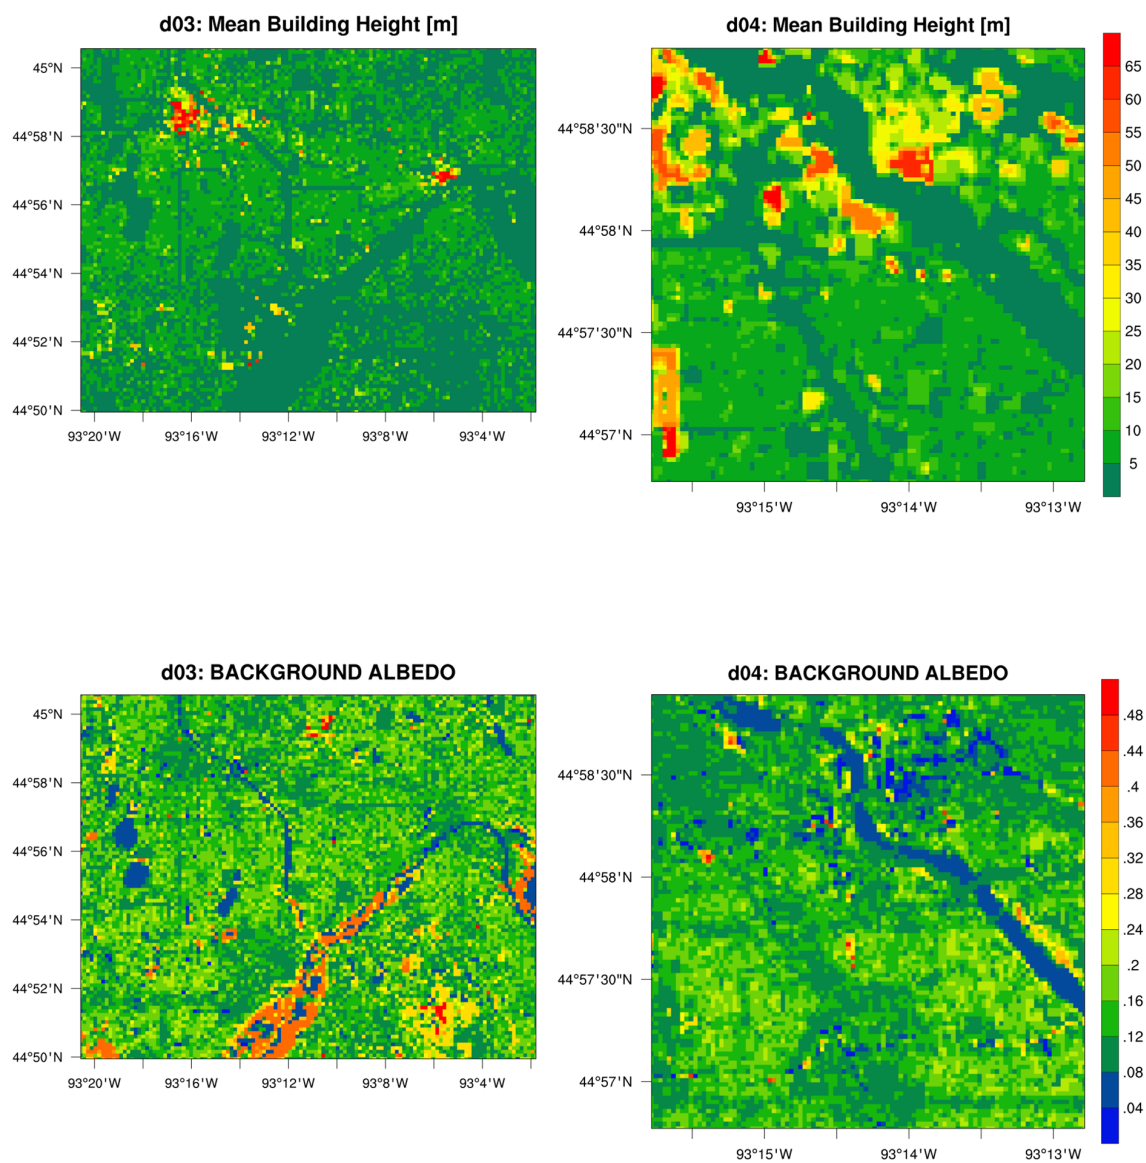 d03: Mean Building Height [m]
d04: Mean Building Height [m]
45°N
44°58'N
44°56'N
44°54'N
44°52'N
44°50'N
93°20'W 93°16'W 93°12'W 93°8'W 93°4'W
44°58'30"N
44°58'N
44°57'30"N
44°57'N
93°15'W 93°14'W 93°13'W
65
60
55
50
45
40
35
30
25
20
15
10
5
d03: BACKGROUND ALBEDO
d04: BACKGROUND ALBEDO
45°N
44°58'N
44°56'N
44°54'N
44°52'N
44°50'N
93°20'W 93°16'W 93°12'W 93°8'W 93°4'W
44°58'30"N
44°58'N
44°57'30"N
44°57'N
93°15'W 93°14'W 93°13'W
.48
.44
.4
.36
.32
.28
.24
.2
.16
.12
.08
.04